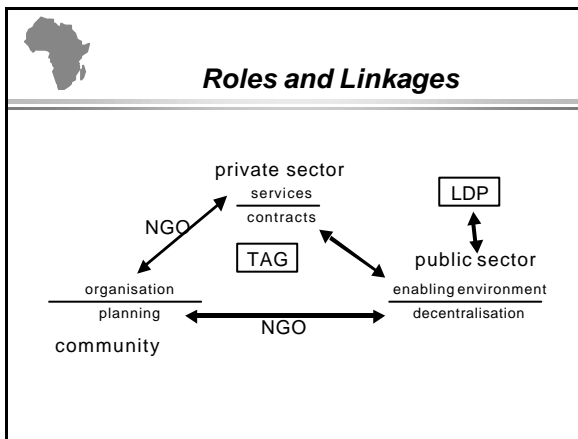 Roles and Linkages
private sector
services
contracts
LDP
NGO
TAG
public sector
organisation
planning
enabling environment
decentralisation
NGO
community